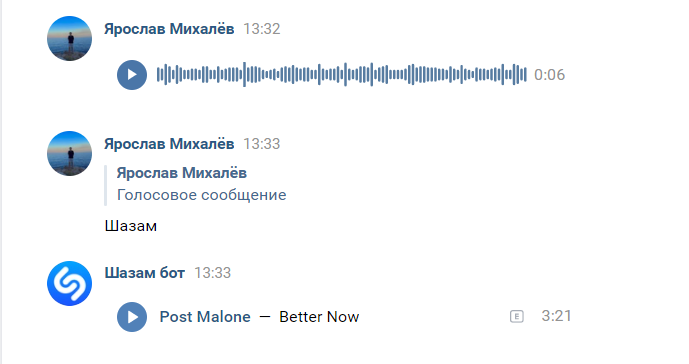 Ярослав Михалёв 13:32
0:06
Ярослав Михалёв 13:33
Ярослав Михалёв
Голосовое сообщение
Шазам
Шазам бот 13:33
Post Malone — Better Now E 3:21